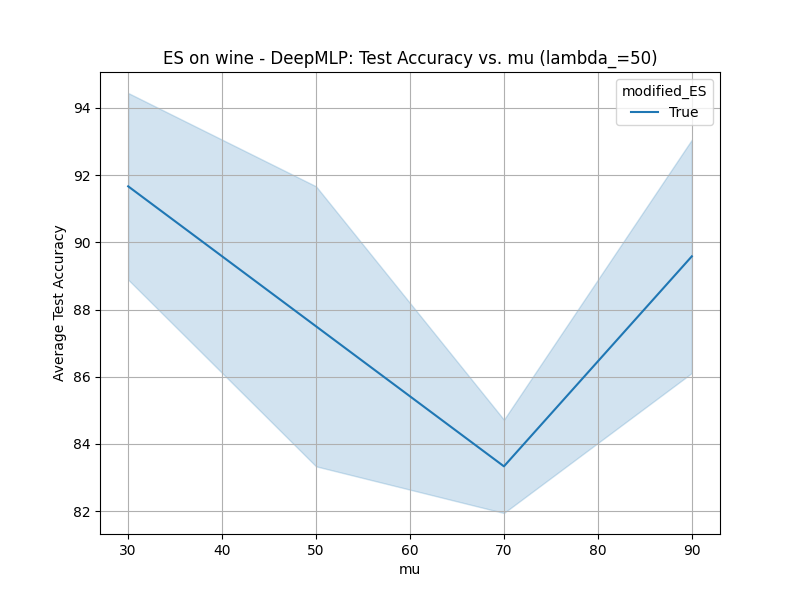 ES on wine - DeepMLP: Test Accuracy vs. mu (lambda_=50)
modified_ES
True
Average Test Accuracy
94
92
90
88
86
84
82
30 40 50 60 70 80 90
mu